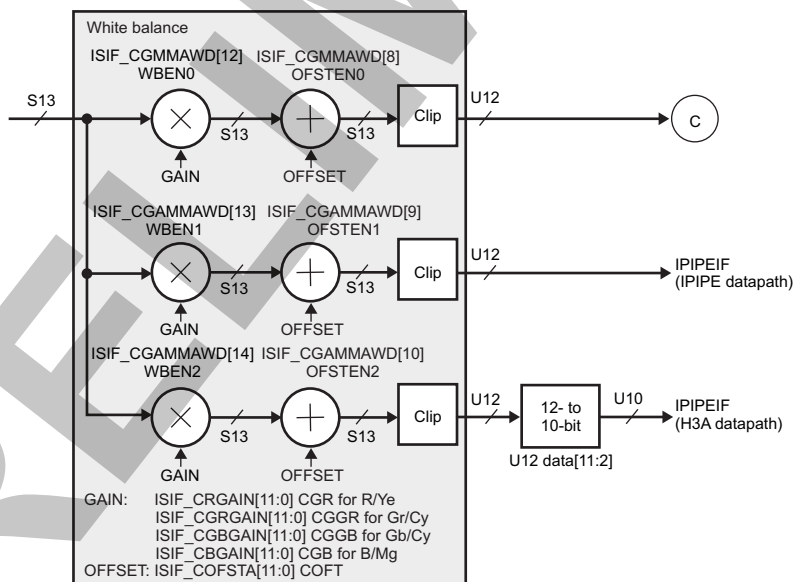 White balance
ISIF_CGMMAWD[12]
WBEN0
ISIF_CGMMAWD[8]
OFSTEN0
S13
S13
S13
Clip
U12
C
GAIN
OFFSET
ISIF_CGAMMAWD[13]
WBEN1
ISIF_CGAMMAWD[9]
OFSTEN1
S13
S13
Clip
U12
IPIPEIF
(IPIPE datapath)
GAIN
OFFSET
ISIF_CGAMMAWD[14]
WBEN2
ISIF_CGAMMAWD[10]
OFSTEN2
S13
S13
Clip
U12
12- to
10-bit
U10
IPIPEIF
(H3A datapath)
U12 data[11:2]
GAIN
OFFSET
GAIN: ISIF_CRGAIN[11:0] CGR for R/Ye
ISIF_CGRGAIN[11:0] CGGR for Gr/Cy
ISIF_CGBGAIN[11:0] CGGB for Gb/Cy
ISIF_CBGAIN[11:0] CGB for B/Mg
OFFSET: ISIF_COFSTA[11:0] COFT